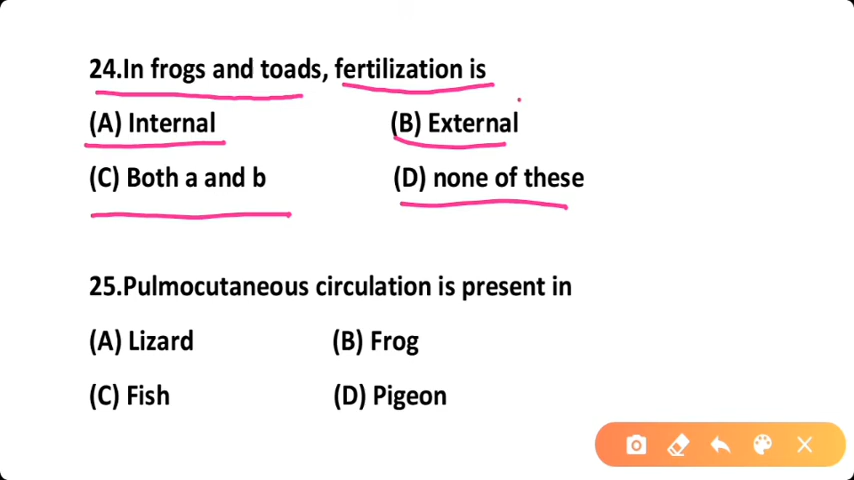 24.In frogs and toads, fertilization is
(A) Internal (B) External
(C) Both a and b (D) none of these
25.Pulmocutaneous circulation is present in
(A) Lizard (B) Frog
(C) Fish (D) Pigeon